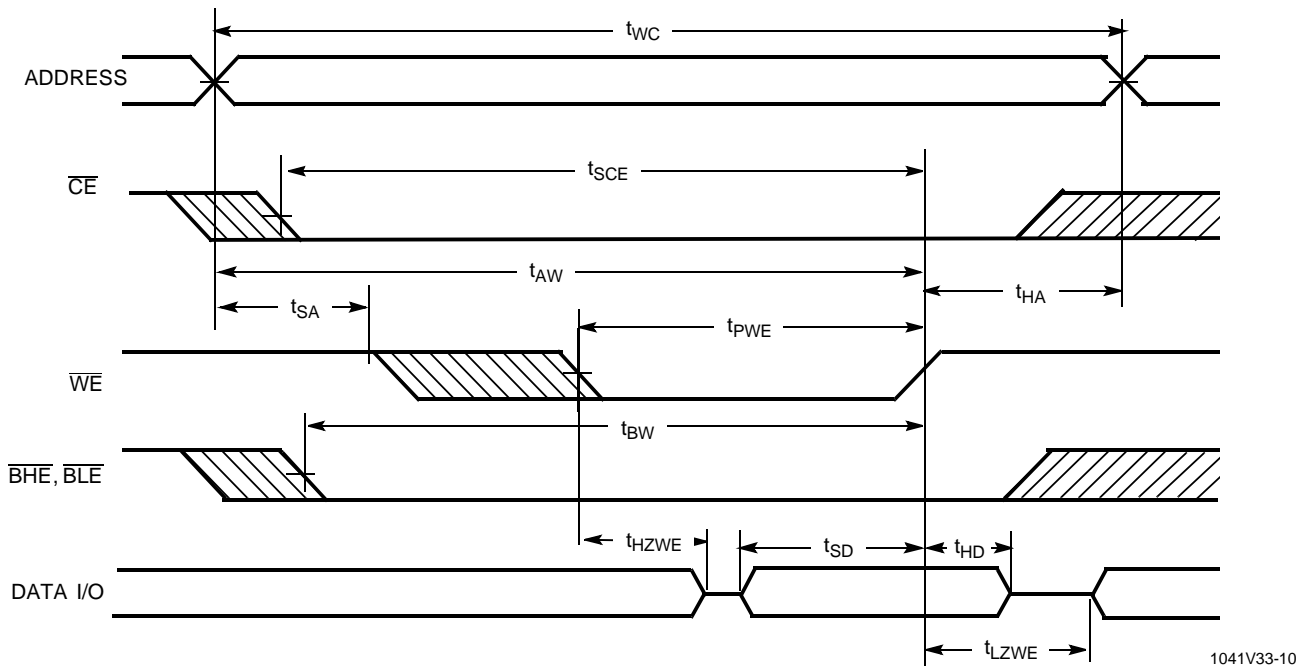 tWC
ADDRESS
tSCE
CE
tAW
tSA
tHA
tPWE
WE
tBW
BHE, BLE
tHZWE
tSD
tHD
DATA I/O
tLZWE
1041V33-10